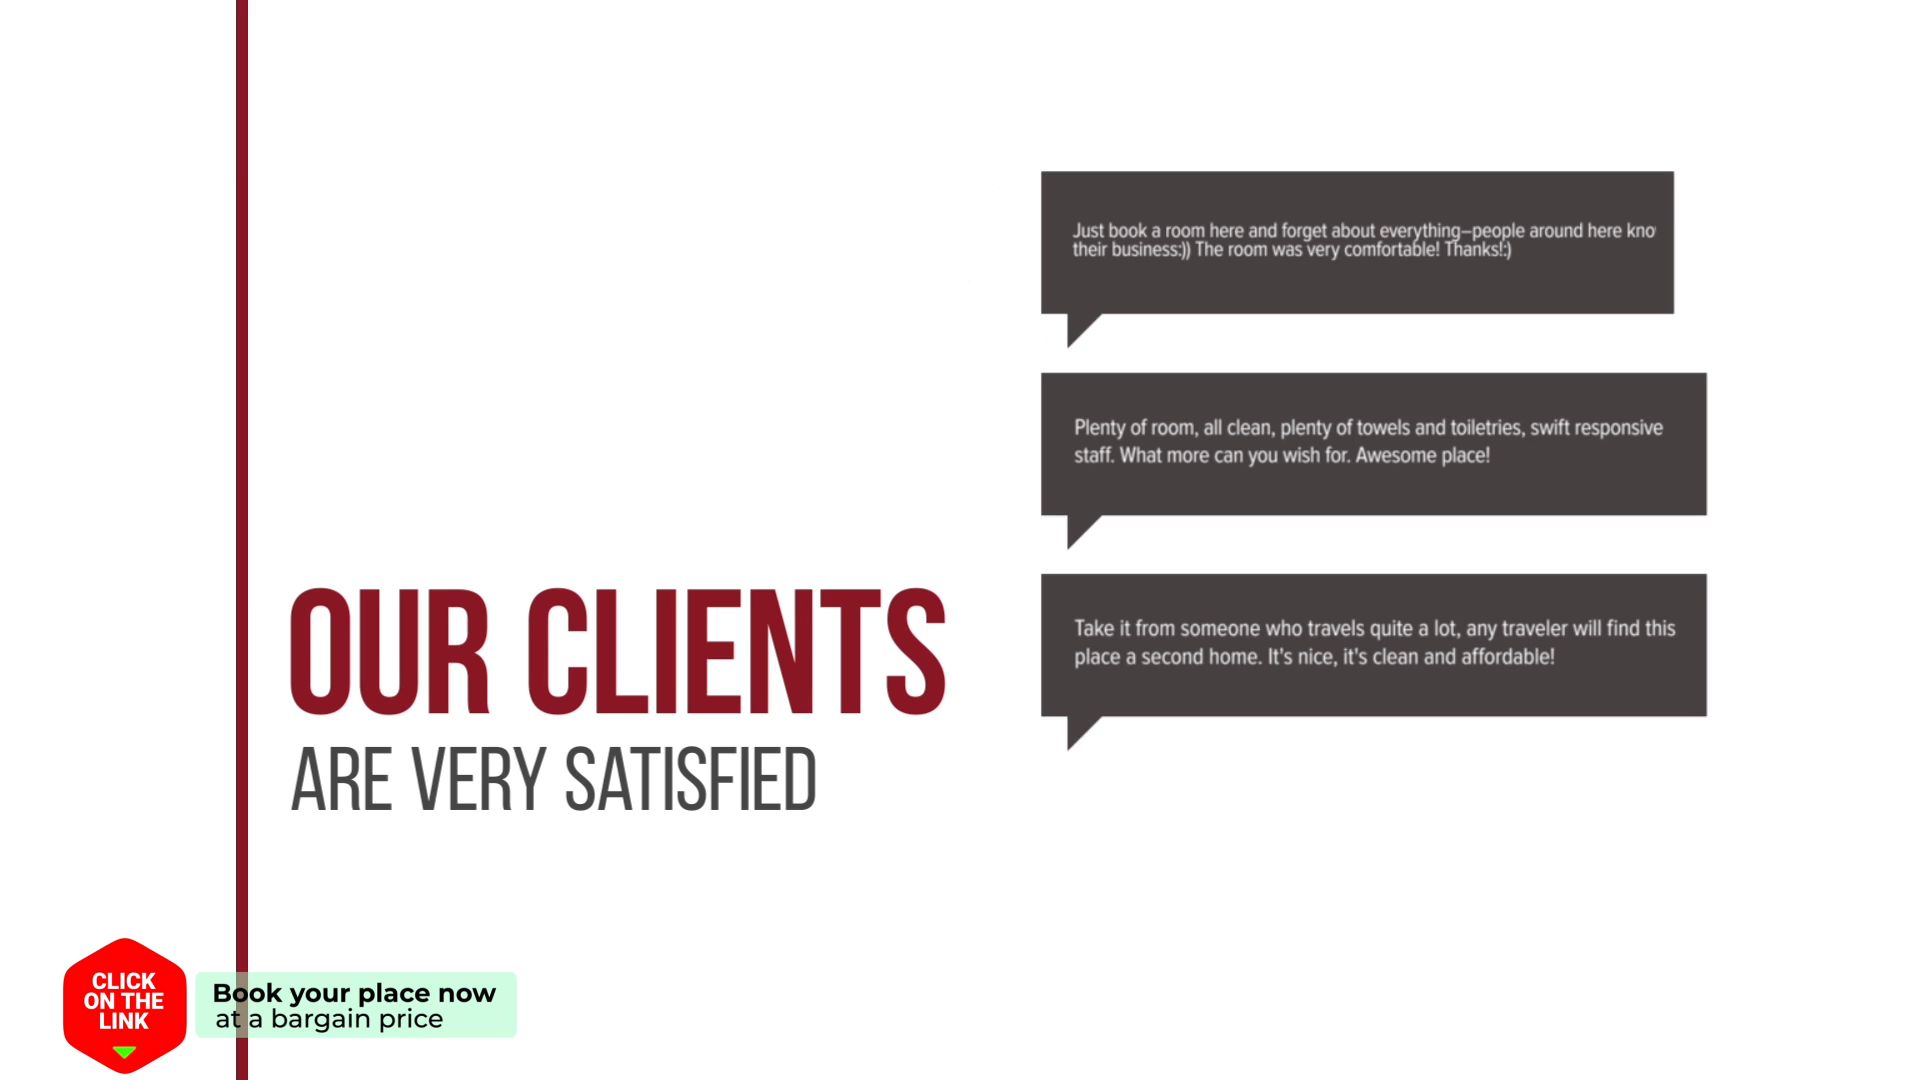 Just book a room here and forget about everything–people around here kno
their business:)) The room was very comfortable! Thanks!:)
Plenty of room, all clean, plenty of towels and toiletries, swift responsive
staff. What more can you wish for. Awesome place!
Take it from someone who travels quite a lot, any traveler will find this
place a second home. It's nice, it's clean and affordable!
OUR CLIENTS
ARE VERY SATISFIED
CLICK
ON THE
LINK
Book your place now
at a bargain price